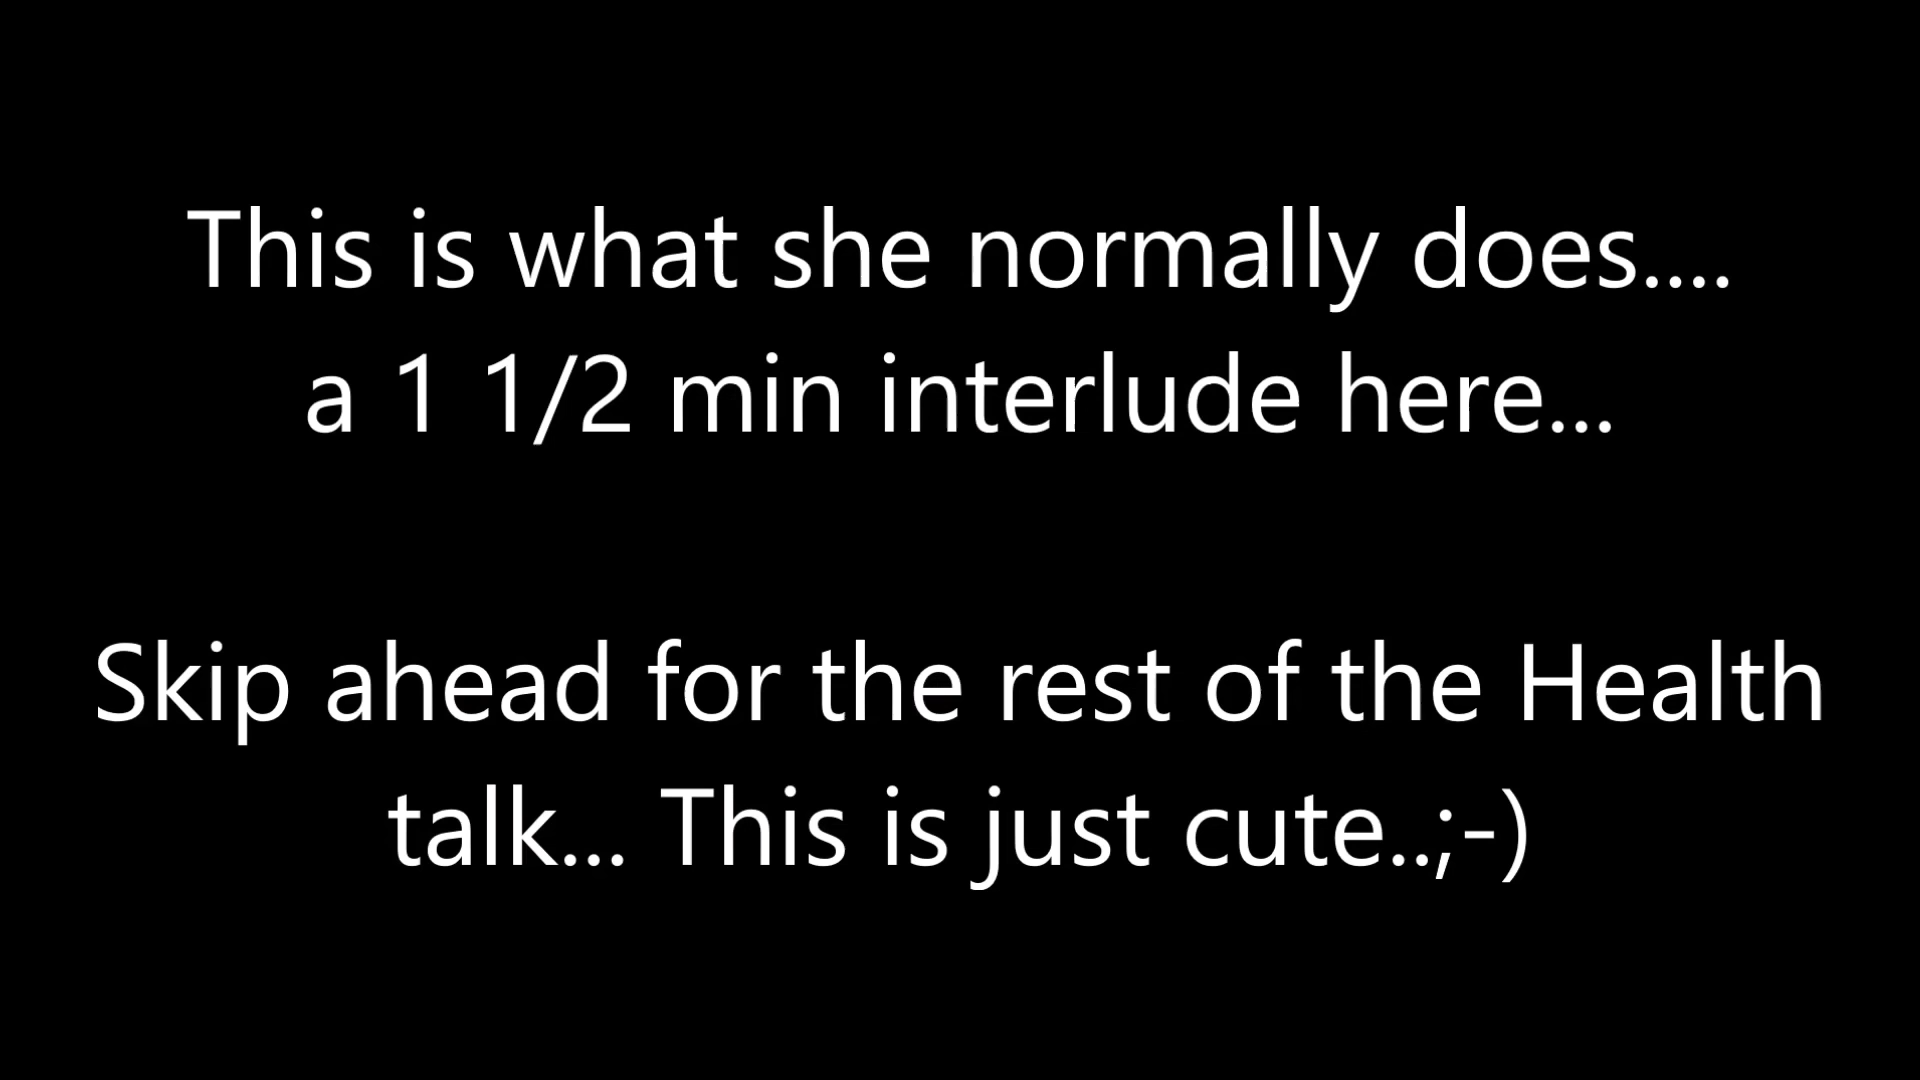 This is what she normally does....
a 1 1/2 min interlude here...
Skip ahead for the rest of the Health
talk... This is just cute..;-)